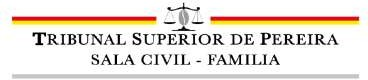 TRIBUNAL SUPERIOR DE PEREIRA
SALA CIVIL - FAMILIA